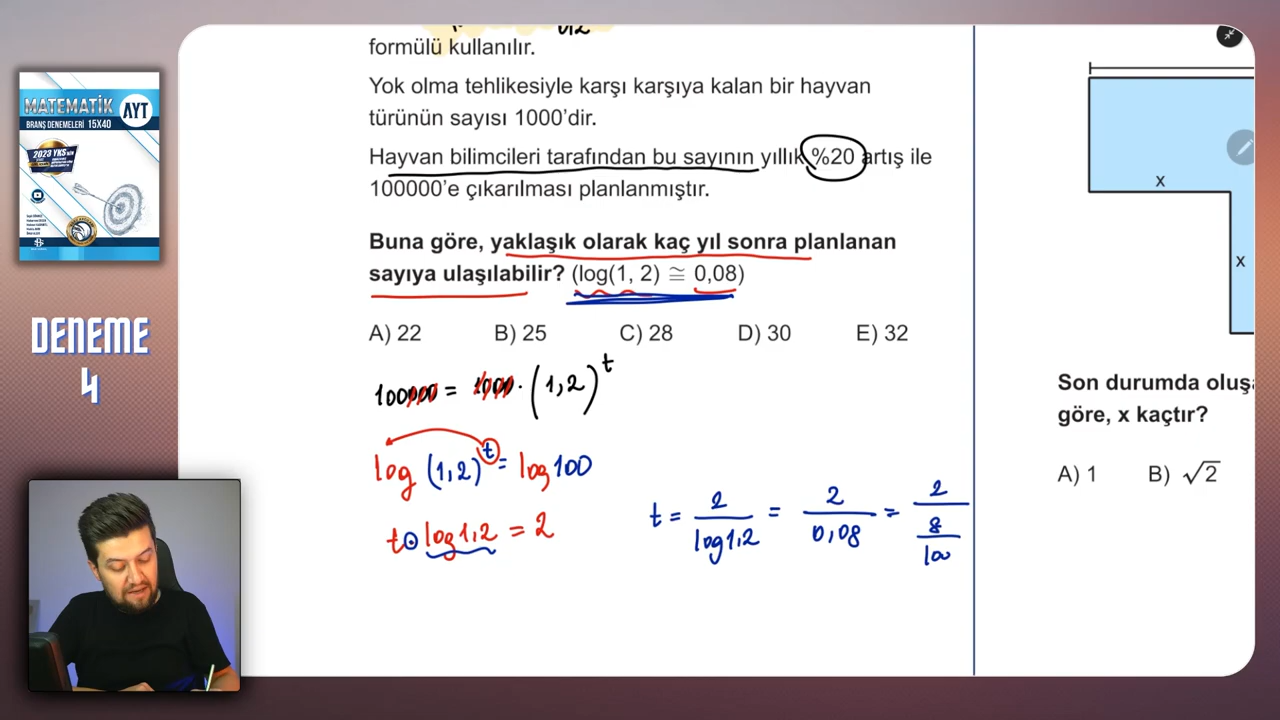 MATEMATİK AYT
BRANŞ DENEMELERİ 15X40
DENEME
4
0,2
formülü kullanılır.
Yok olma tehlikesiyle karşı karşıya kalan bir hayvan
türünün sayısı 1000'dir.
Hayvan bilimcileri tarafından bu sayının yıllık %20 artış ile
100000'e çıkarılması planlanmıştır.
Buna göre, yaklaşık olarak kaç yıl sonra planlanan
sayıya ulaşılabilir? (log(1, 2) ≅ 0,08)
A) 22 B) 25 C) 28 D) 30 E) 32
100000 = 1000 . (1,2)^t
log (1,2)^t = log 100
t . log 1,2 = 2
t = 2 / log 1,2 = 2 / 0,08 = 2 / (8 / 100)
x
x
Son durumda oluşa
göre, x kaçtır?
A) 1 B) √2